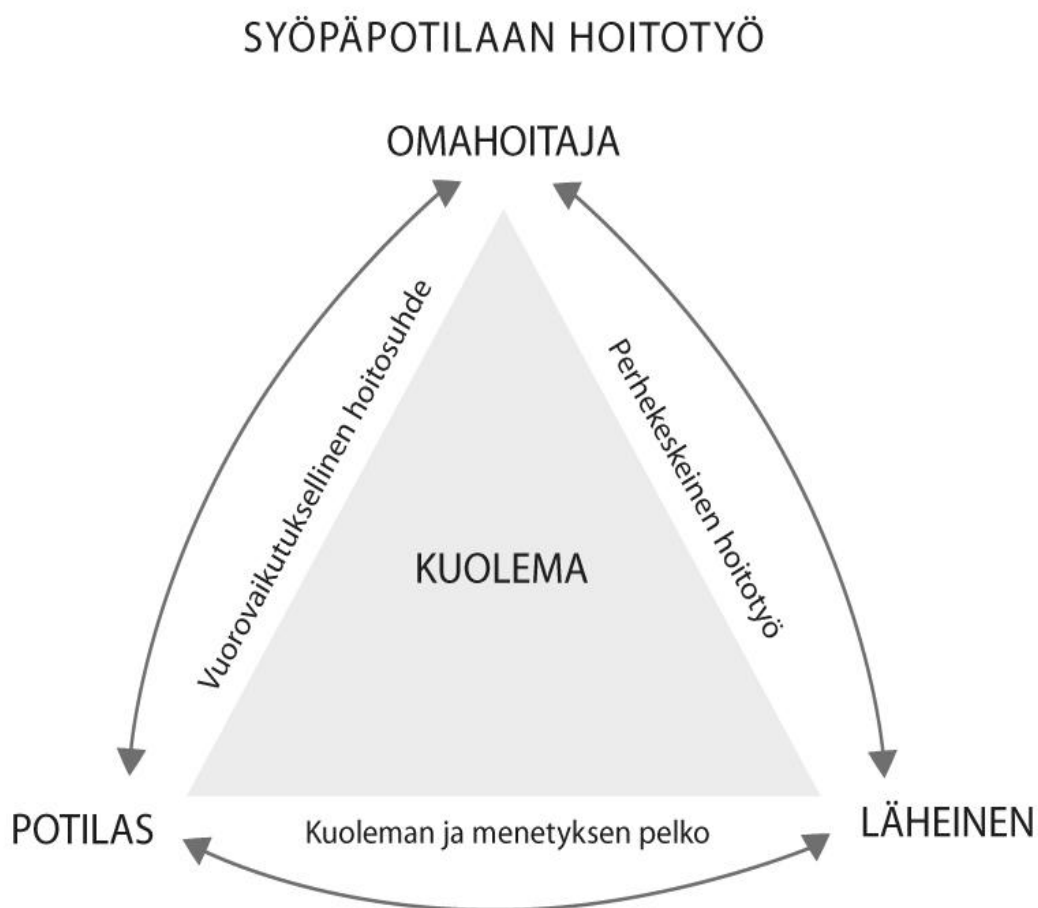 SYÖPÄPOTILAAN HOITOTYÖ
OMAHOITAJA
Vuorovaikutuksellinen hoitosuhde
Perhekeskeinen hoitotyö
KUOLEMA
POTILAS
Kuoleman ja menetyksen pelko
LÄHEINEN